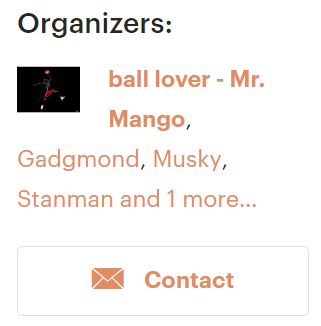 Organizers:
ball lover - Mr.
Mango,
Gadgmond, Musky,
Stanman and 1 more...
Contact